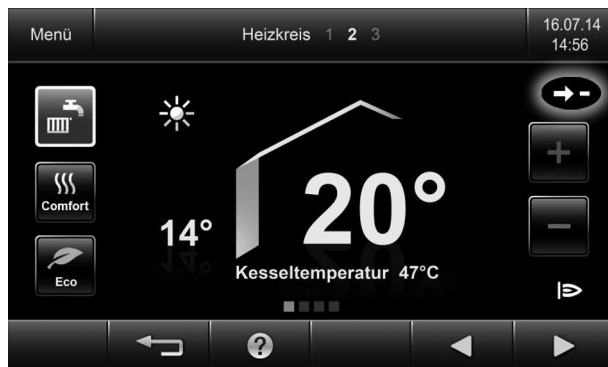 Menü
Heizkreis 1 2 3
16.07.14
14:56
Comfort
14°
20°
Eco
Kesseltemperatur 47°C
?